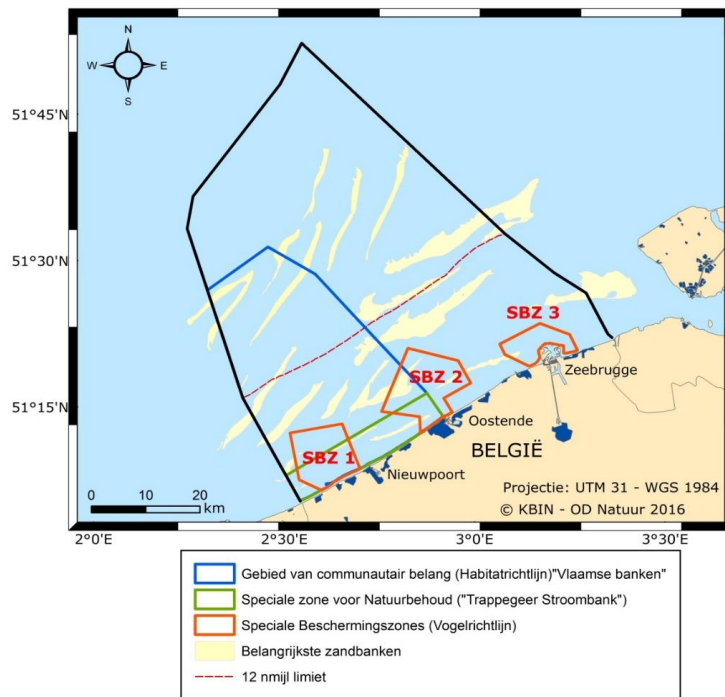 N
W E
S
51°45'N
51°30'N
51°15'N
SBZ 3
SBZ 2
Zeebrugge
Oostende
SBZ 1
BELGIË
Nieuwpoort
0 10 20
km
Projectie: UTM 31 - WGS 1984
© KBIN - OD Natuur 2016
2°0'E 2°30'E 3°0'E 3°30'E
Gebied van communautair belang (Habitatrichtlijn)"Vlaamse banken"
Speciale zone voor Natuurbehoud ("Trappegeer Stroombank")
Speciale Beschermingszones (Vogelrichtlijn)
Belangrijkste zandbanken
12 nmijl limiet